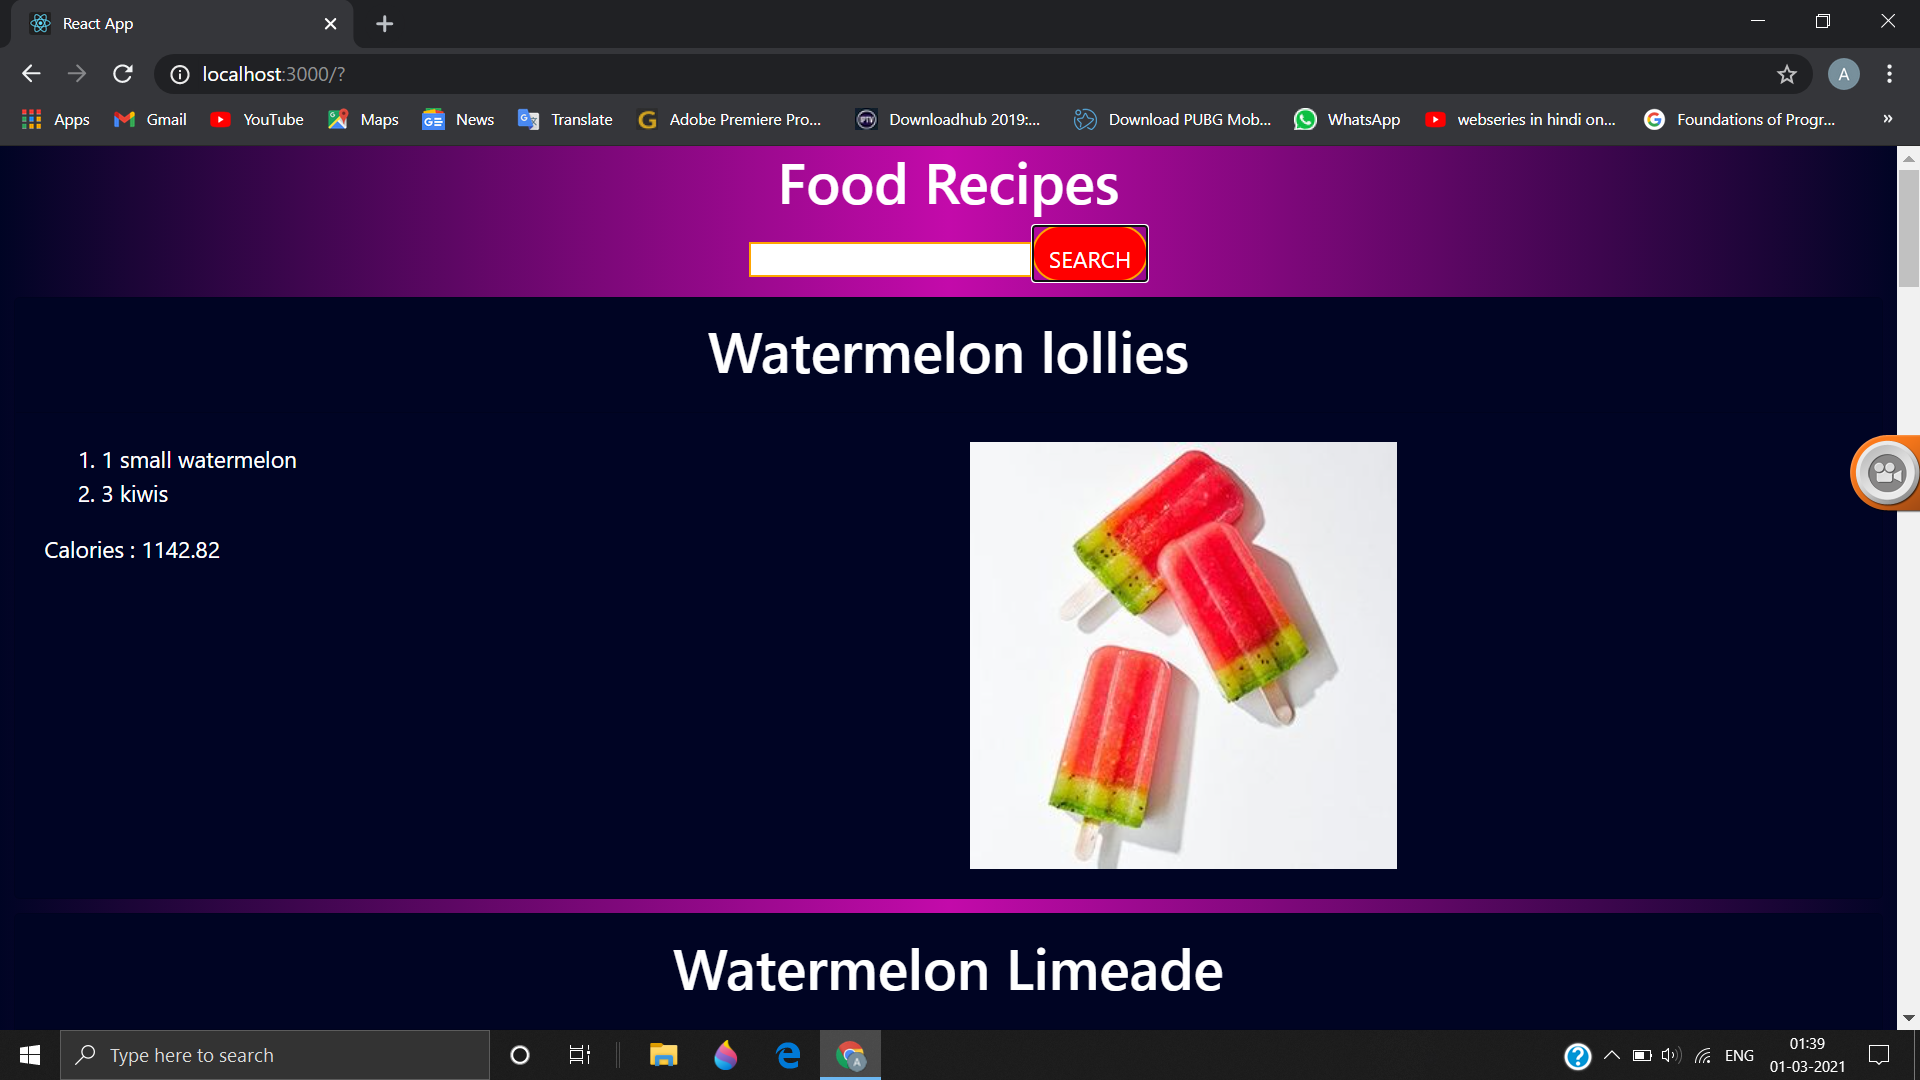 React App
localhost:3000/?
A
Apps Gmail YouTube Maps News Translate Adobe Premiere Pro... Downloadhub 2019:... Download PUBG Mob... WhatsApp webseries in hindi on... Foundations of Progr... »
Food Recipes
SEARCH
Watermelon lollies
1. 1 small watermelon
2. 3 kiwis
Calories : 1142.82
Watermelon Limeade
Type here to search
ENG
01:39
01-03-2021